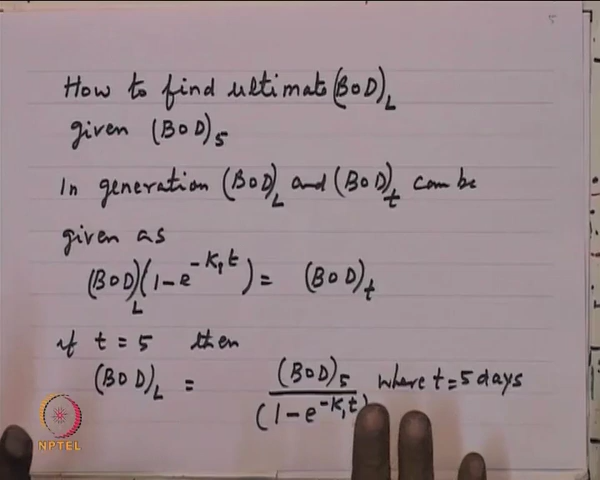 How to find ultimat (BOD)L
given (BOD)5
In generation (BOD)L and (BOD)t can be
given as
(BOD)L (1-e^-K1t) = (BOD)t
if t = 5 then
(BOD)L = (BOD)5 / (1-e^-K1t) where t=5 days
NPTEL